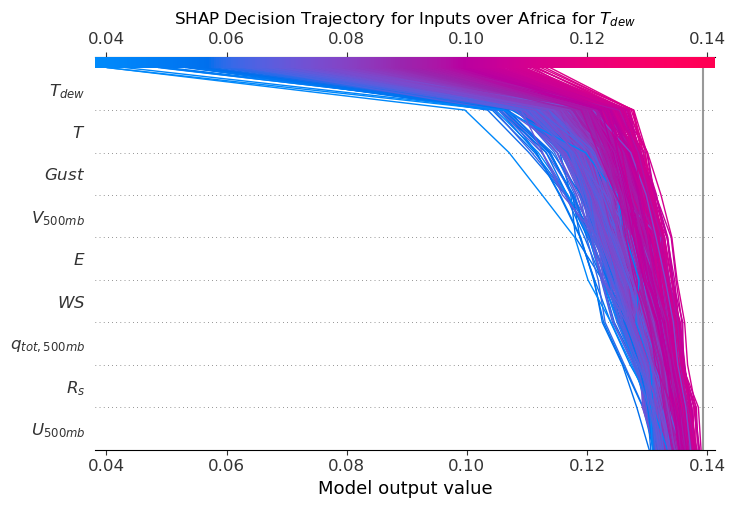 SHAP Decision Trajectory for Inputs over Africa for T_dew
0.04 0.06 0.08 0.10 0.12 0.14
T_dew
T
Gust
V_500mb
E
WS
q_tot, 500mb
R_s
U_500mb
0.04 0.06 0.08 0.10 0.12 0.14
Model output value